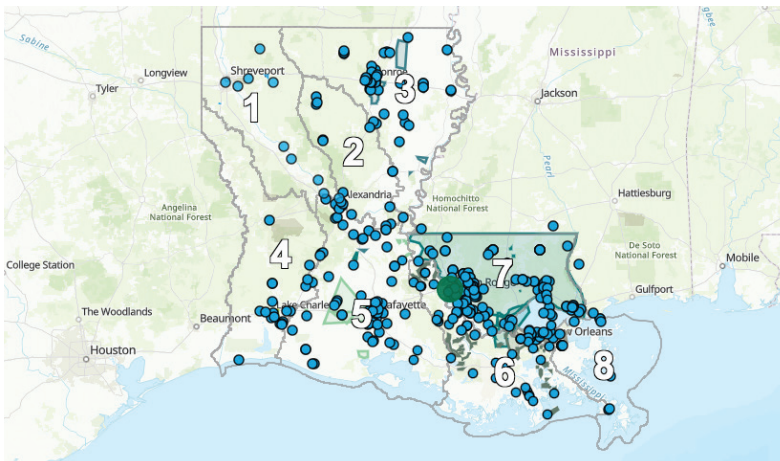 Sabine
gbee
Mississippi
Longview
Shreveport
Tyler
1
3
Jackson
2
Pearl
Alexandria
Homochitto
National Forest
Hattiesburg
Angelina
National Forest
4
De Soto
National Forest
College Station
7
Mobile
Gulfport
The Woodlands
Lake Charles
5
Lafayette
Beaumont
Orleans
Houston
6
8
Mississippi